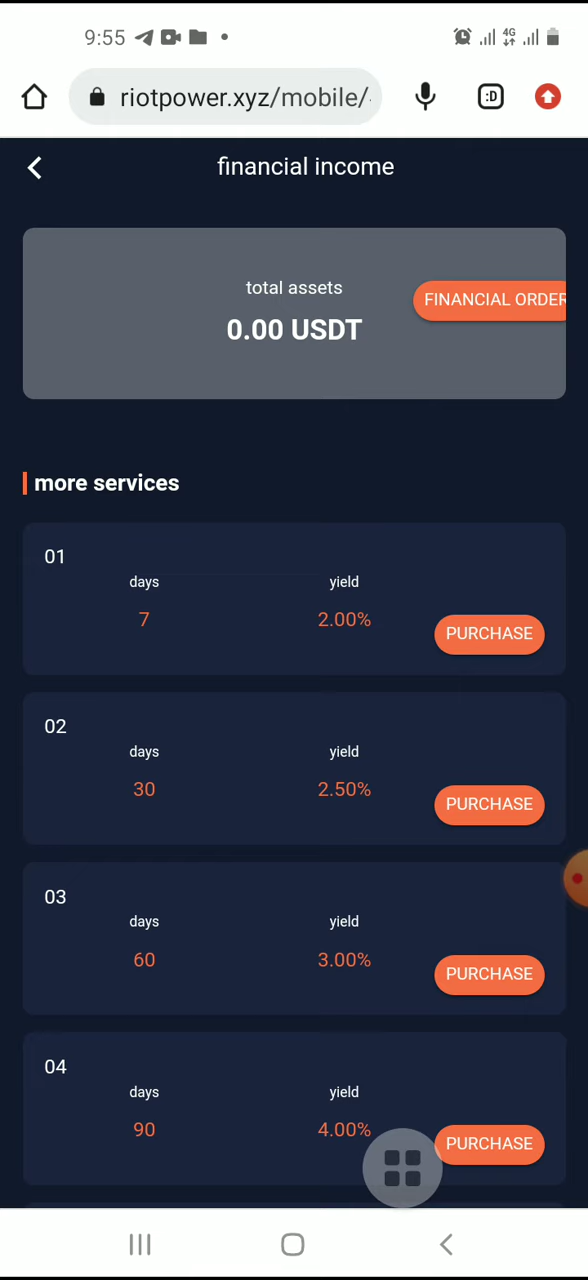 9:55
4G
riotpower.xyz/mobile/
:D
financial income
total assets
FINANCIAL ORDER
0.00 USDT
more services
01
days yield
7 2.00%
PURCHASE
02
days yield
30 2.50%
PURCHASE
03
days yield
60 3.00%
PURCHASE
04
days yield
90 4.00%
PURCHASE